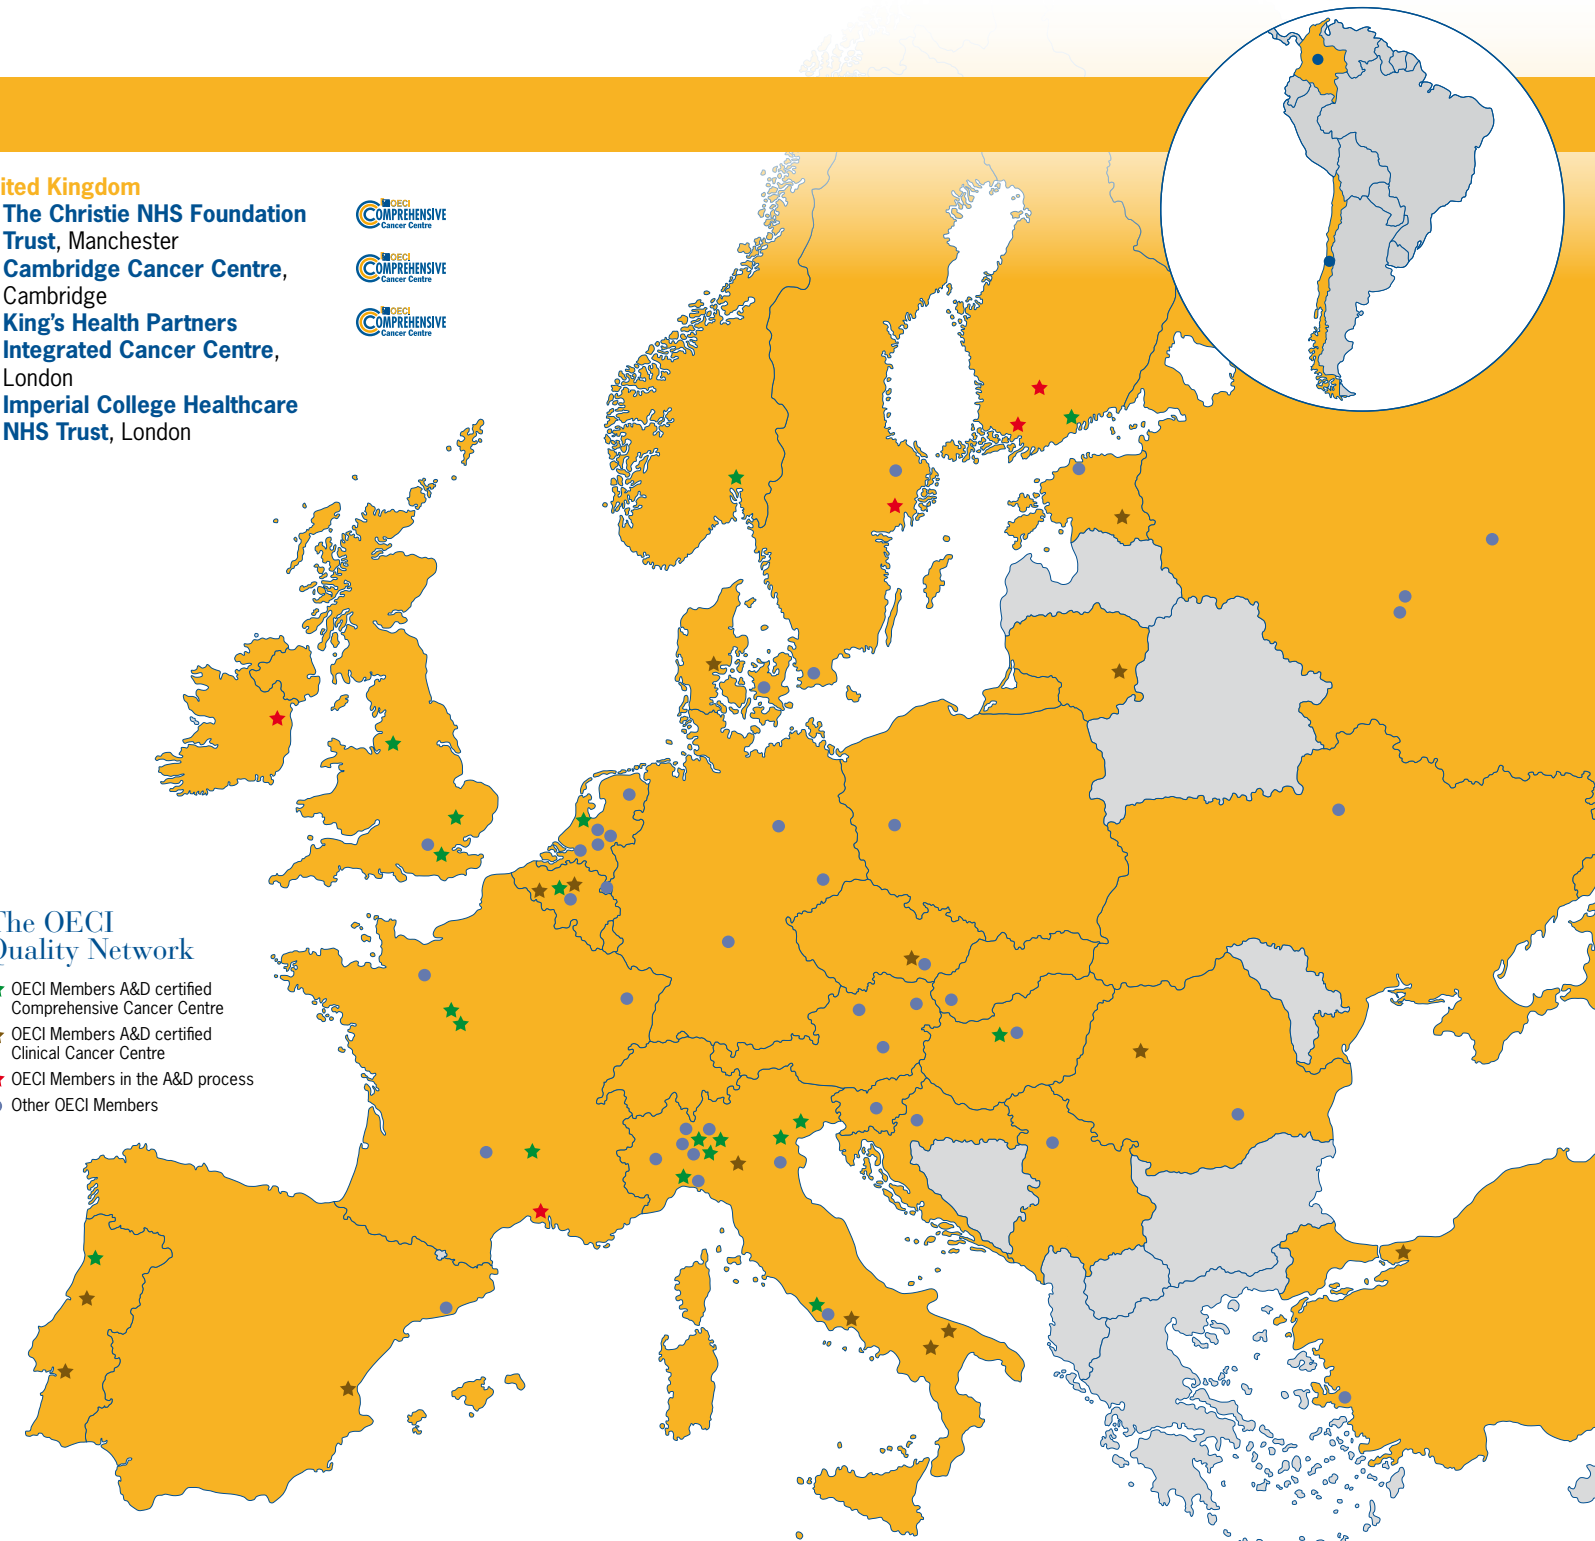 ited Kingdom
The Christie NHS Foundation
Trust, Manchester
Cambridge Cancer Centre,
Cambridge
King's Health Partners
Integrated Cancer Centre,
London
Imperial College Healthcare
NHS Trust, London
OECI
COMPREHENSIVE
Cancer Centre
OECI
COMPREHENSIVE
Cancer Centre
OECI
COMPREHENSIVE
Cancer Centre
The OECI
Quality Network
OECI Members A&D certified
Comprehensive Cancer Centre
OECI Members A&D certified
Clinical Cancer Centre
OECI Members in the A&D process
Other OECI Members